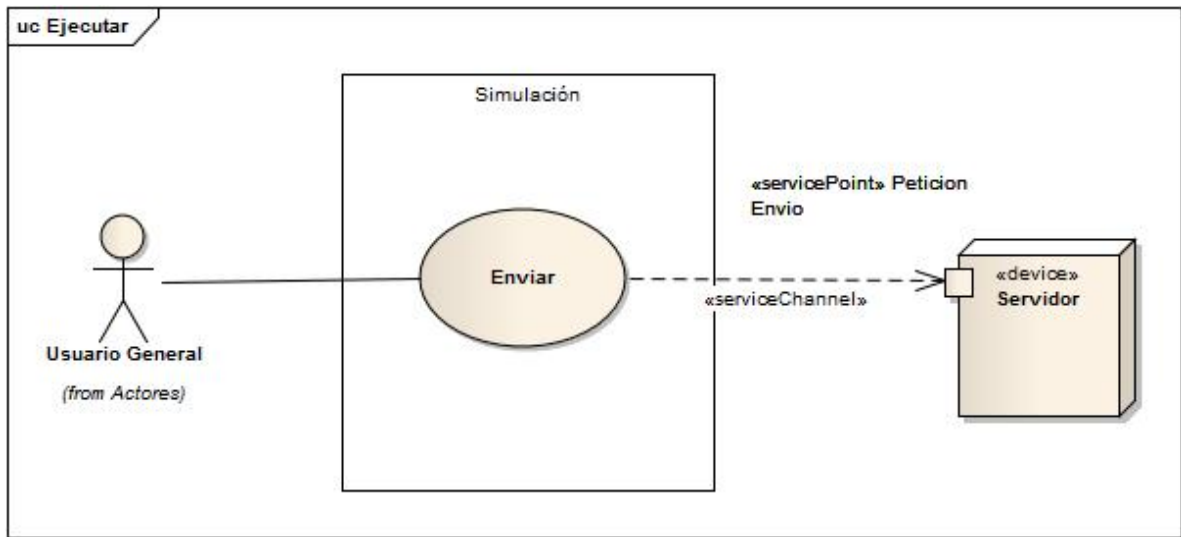 uc Ejecutar
Simulación
«servicePoint» Peticion
Envio
Enviar
«serviceChannel»
«device»
Servidor
Usuario General
(from Actores)